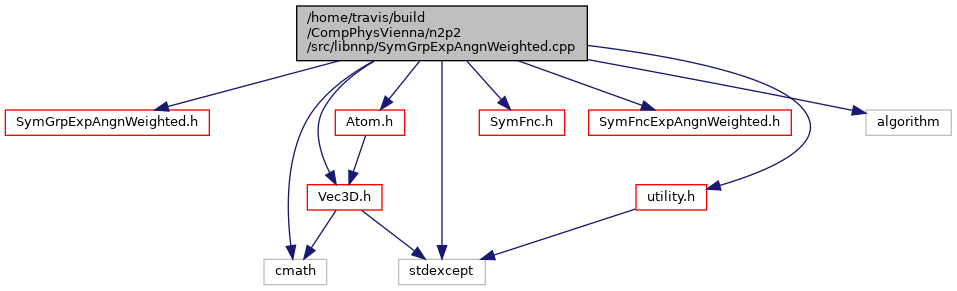 /home/travis/build
/CompPhysVienna/n2p2
/src/libnnp/SymGrpExpAngnWeighted.cpp
SymGrpExpAngnWeighted.h
Atom.h
SymFnc.h
SymFncExpAngnWeighted.h
algorithm
Vec3D.h
utility.h
cmath
stdexcept